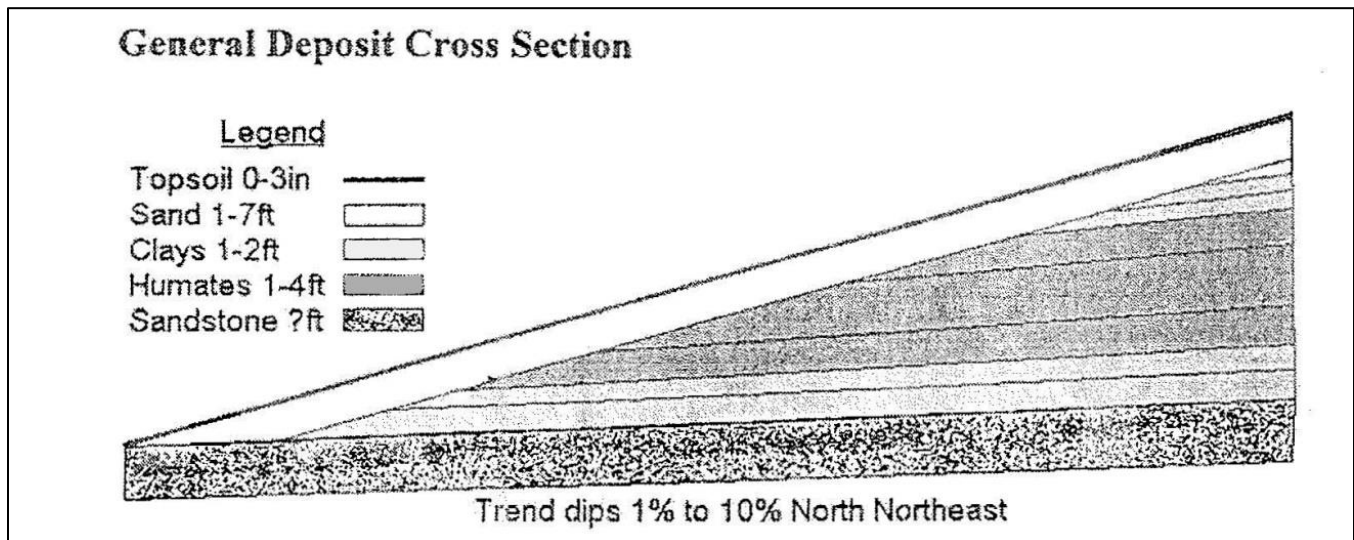 General Deposit Cross Section
Legend
Topsoil 0-3in
Sand 1-7ft
Clays 1-2ft
Humates 1-4ft
Sandstone ?ft
Trend dips 1% to 10% North Northeast